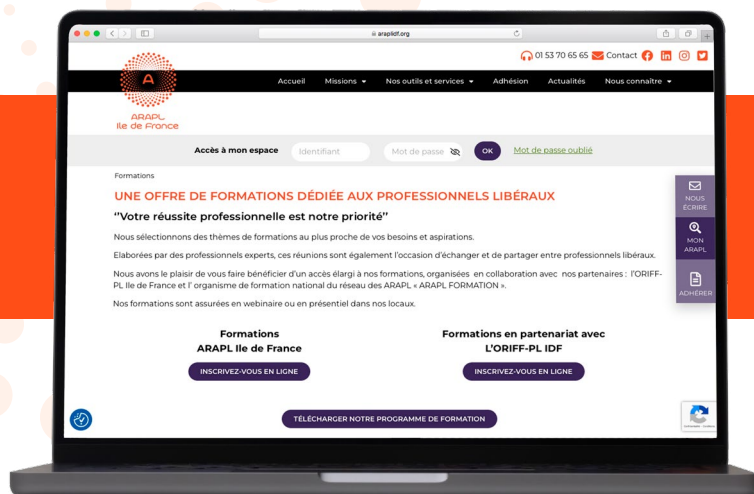 araplidf.org
01 53 70 65 65 Contact
A
ARAPL
Ile de France
Accueil Missions Nos outils et services Adhésion Actualités Nous connaître
Accès à mon espace Identifiant Mot de passe OK Mot de passe oublié
Formations
UNE OFFRE DE FORMATIONS DÉDIÉE AUX PROFESSIONNELS LIBÉRAUX
‘’Votre réussite professionnelle est notre priorité’’
Nous sélectionnons des thèmes de formations au plus proche de vos besoins et aspirations.
Elaborées par des professionnels experts, ces réunions sont également l’occasion d’échanger et de partager entre professionnels libéraux.
Nous avons le plaisir de vous faire bénéficier d’un accès élargi à nos formations, organisées en collaboration avec nos partenaires : l’ORIFF-
PL Ile de France et l’ organisme de formation national du réseau des ARAPL « ARAPL FORMATION ».
Nos formations sont assurées en webinaire ou en présentiel dans nos locaux.
NOUS
ÉCRIRE
MON
ARAPL
ADHÉRER
Formations
ARAPL Ile de France
INSCRIVEZ-VOUS EN LIGNE
Formations en partenariat avec
L’ORIFF-PL IDF
INSCRIVEZ-VOUS EN LIGNE
TÉLÉCHARGER NOTRE PROGRAMME DE FORMATION